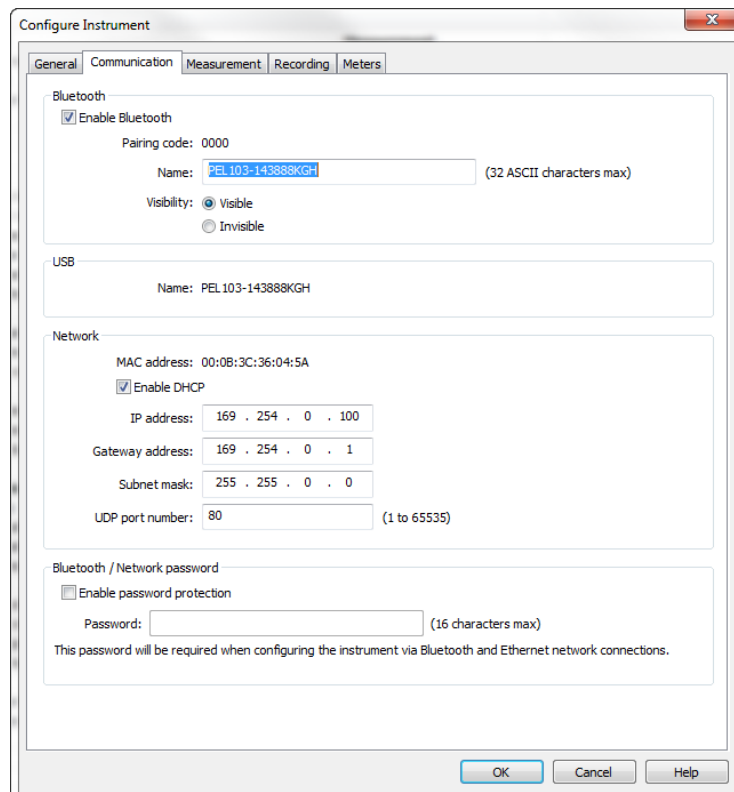 Configure Instrument
General Communication Measurement Recording Meters
Bluetooth
Enable Bluetooth
Pairing code: 0000
Name: PEL103-143888KGH (32 ASCII characters max)
Visibility: Visible
Invisible
USB
Name: PEL103-143888KGH
Network
MAC address: 00:0B:3C:36:04:5A
Enable DHCP
IP address: 169 . 254 . 0 . 100
Gateway address: 169 . 254 . 0 . 1
Subnet mask: 255 . 255 . 0 . 0
UDP port number: 80 (1 to 65535)
Bluetooth / Network password
Enable password protection
Password: (16 characters max)
This password will be required when configuring the instrument via Bluetooth and Ethernet network connections.
OK Cancel Help